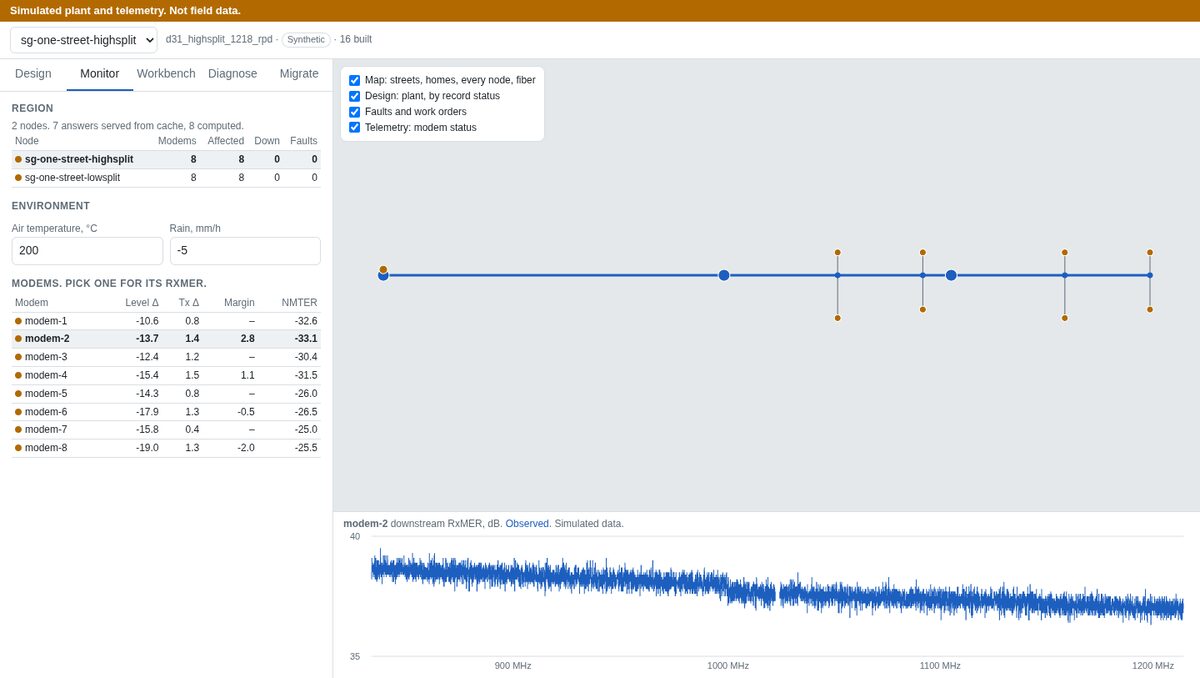 Simulated plant and telemetry. Not field data.
sg-one-street-highsplit d31_highsplit_1218_rpd · Synthetic · 16 built
Design Monitor Workbench Diagnose Migrate
REGION
2 nodes. 7 answers served from cache, 8 computed.
Node Modems Affected Down Faults
sg-one-street-highsplit 8 8 0 0
sg-one-street-lowsplit 8 8 0 0
ENVIRONMENT
Air temperature, °C Rain, mm/h
200 -5
MODEMS. PICK ONE FOR ITS RXMER.
Modem Level Δ Tx Δ Margin NMTER
modem-1 -10.6 0.8 – -32.6
modem-2 -13.7 1.4 2.8 -33.1
modem-3 -12.4 1.2 – -30.4
modem-4 -15.4 1.5 1.1 -31.5
modem-5 -14.3 0.8 – -26.0
modem-6 -17.9 1.3 -0.5 -26.5
modem-7 -15.8 0.4 – -25.0
modem-8 -19.0 1.3 -2.0 -25.5
Map: streets, homes, every node, fiber
Design: plant, by record status
Faults and work orders
Telemetry: modem status
modem-2 downstream RxMER, dB. Observed. Simulated data.
40
35
900 MHz 1000 MHz 1100 MHz 1200 MHz